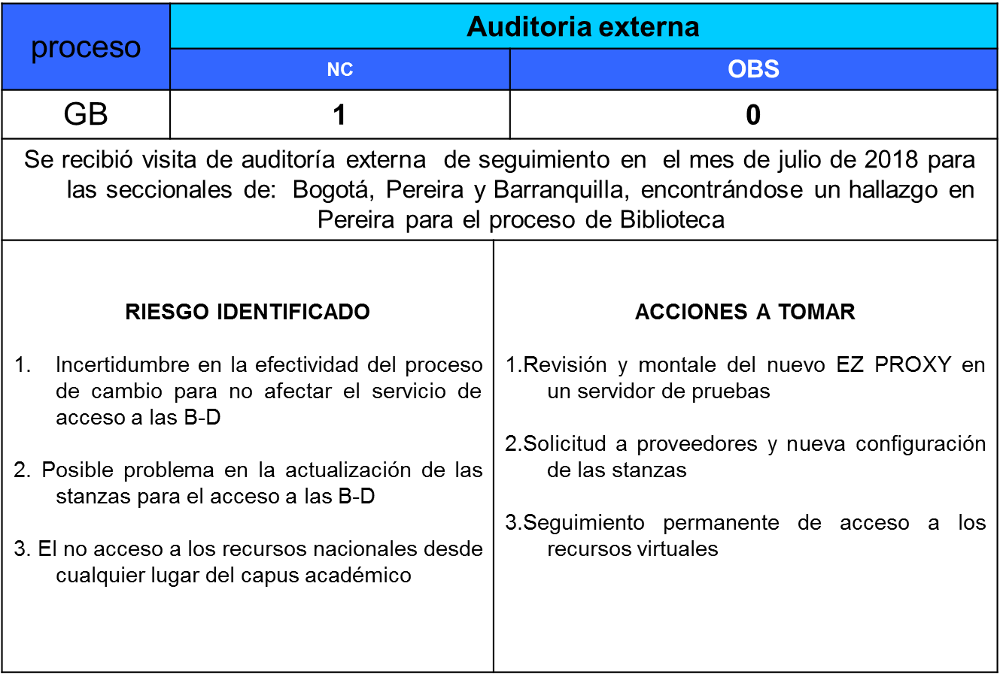 proceso
Auditoria externa
NC
OBS
GB
1
0
Se recibió visita de auditoría externa de seguimiento en el mes de julio de 2018 para
las seccionales de: Bogotá, Pereira y Barranquilla, encontrándose un hallazgo en
Pereira para el proceso de Biblioteca
RIESGO IDENTIFICADO
1. Incertidumbre en la efectividad del proceso
de cambio para no afectar el servicio de
acceso a las B-D
2. Posible problema en la actualización de las
stanzas para el acceso a las B-D
3. El no acceso a los recursos nacionales desde
cualquier lugar del capus académico
ACCIONES A TOMAR
1.Revisión y montale del nuevo EZ PROXY en
un servidor de pruebas
2.Solicitud a proveedores y nueva configuración
de las stanzas
3.Seguimiento permanente de acceso a los
recursos virtuales